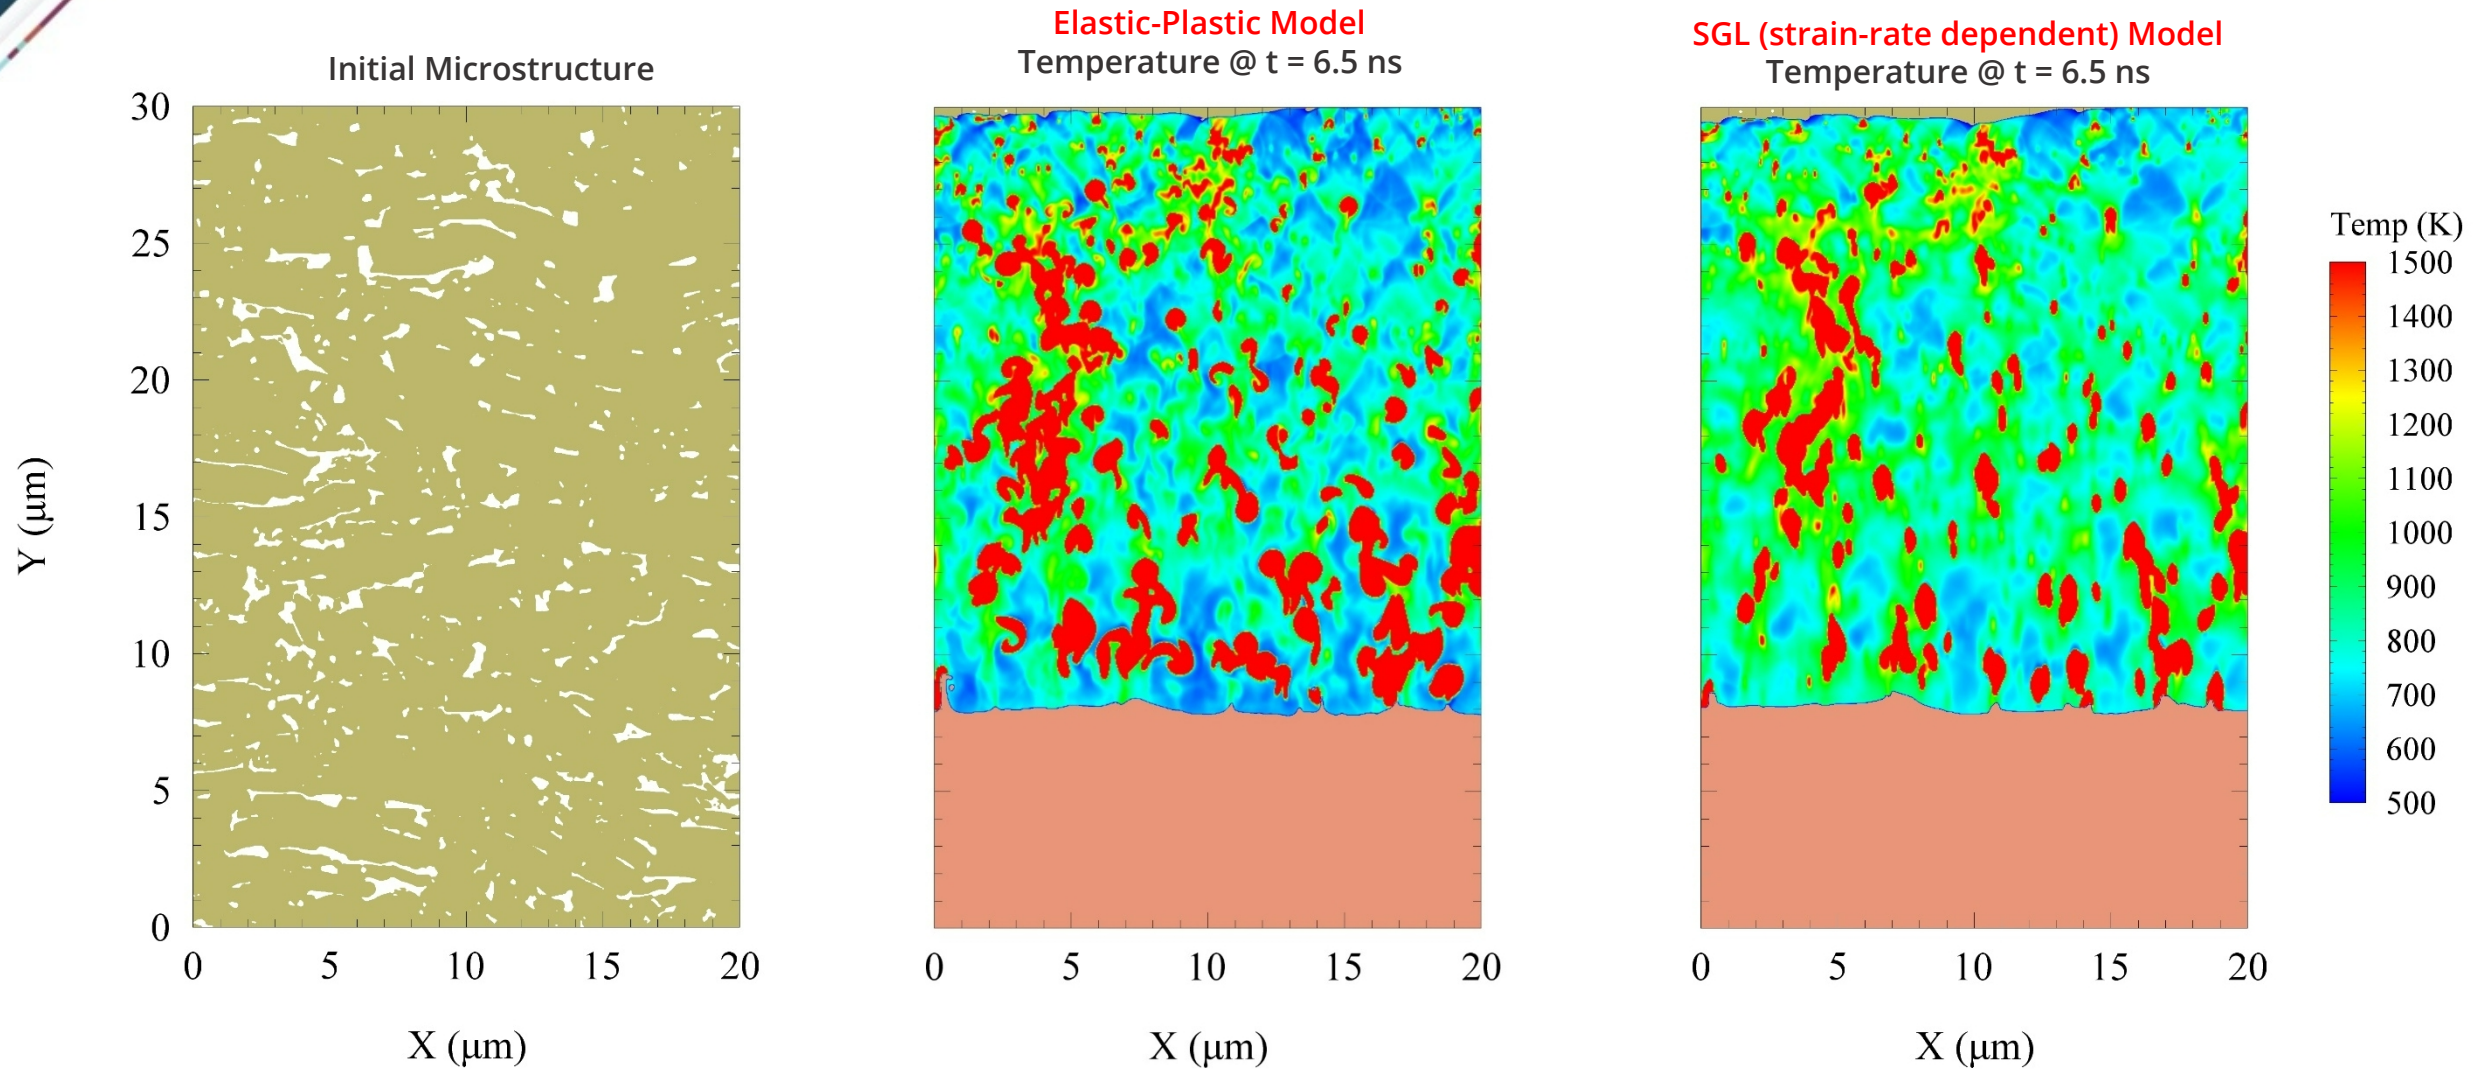 Initial Microstructure
Elastic-Plastic Model
Temperature @ t = 6.5 ns
SGL (strain-rate dependent) Model
Temperature @ t = 6.5 ns
Y (μm)
30
25
20
15
10
5
0
0 5 10 15 20
X (μm)
0 5 10 15 20
X (μm)
0 5 10 15 20
X (μm)
Temp (K)
1500
1400
1300
1200
1100
1000
900
800
700
600
500